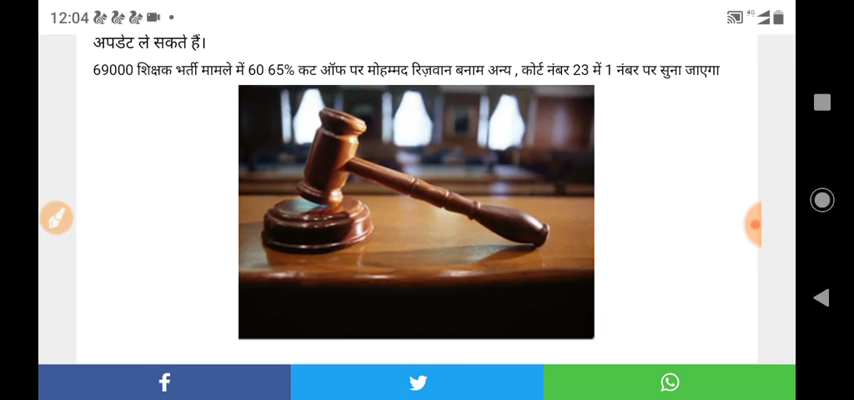 12:04
4G
अपडेट ले सकते हैं।
69000 शिक्षक भर्ती मामले में 60 65% कट ऑफ पर मोहम्मद रिज़वान बनाम अन्य , कोर्ट नंबर 23 में 1 नंबर पर सुना जाएगा